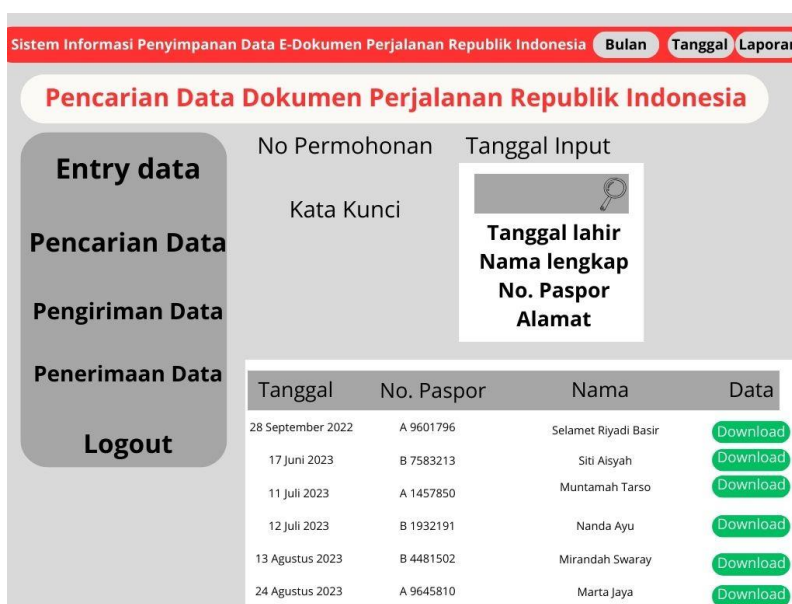 Sistem Informasi Penyimpanan Data E-Dokumen Perjalanan Republik Indonesia Bulan Tanggal Laporan
Pencarian Data Dokumen Perjalanan Republik Indonesia
Entry data
Pencarian Data
Pengiriman Data
Penerimaan Data
Logout
No Permohonan Tanggal Input
Kata Kunci
Tanggal lahir
Nama lengkap
No. Paspor
Alamat
Tanggal No. Paspor Nama Data
28 September 2022 A 9601796 Selamet Riyadi Basir Download
17 Juni 2023 B 7583213 Siti Aisyah Download
11 Juli 2023 A 1457850 Muntamah Tarso Download
12 Juli 2023 B 1932191 Nanda Ayu Download
13 Agustus 2023 B 4481502 Mirandah Swaray Download
24 Agustus 2023 A 9645810 Marta Jaya Download